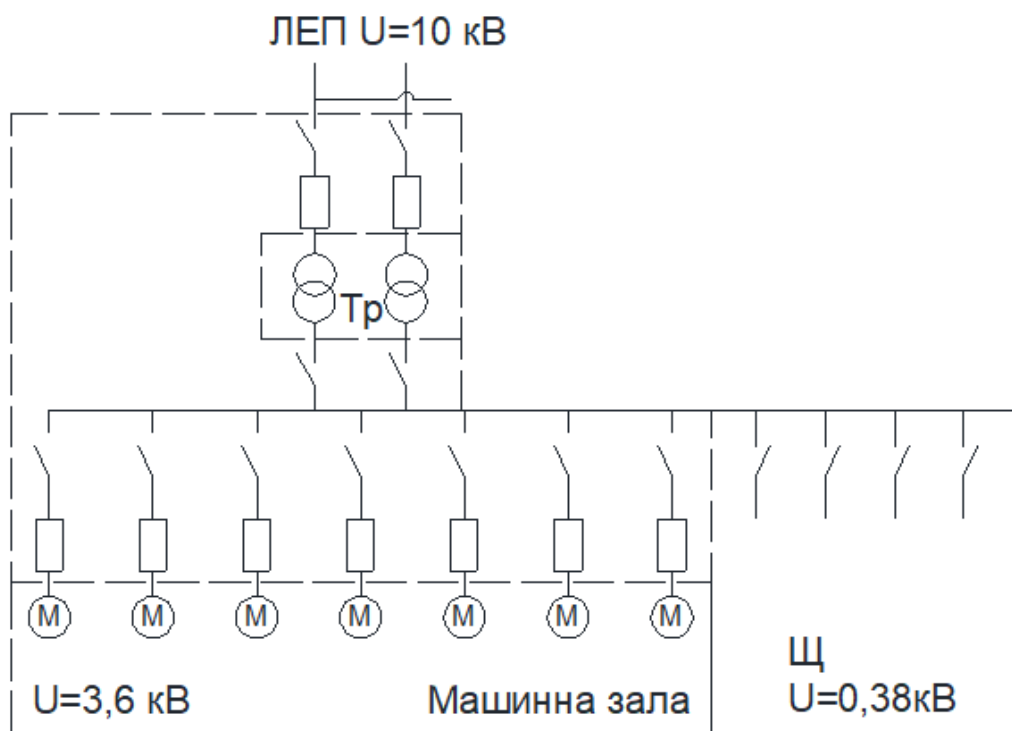 ЛЕП U=10 кВ
Тр
М М М М М М М
U=3,6 кВ
Машинна зала
Щ
U=0,38кВ